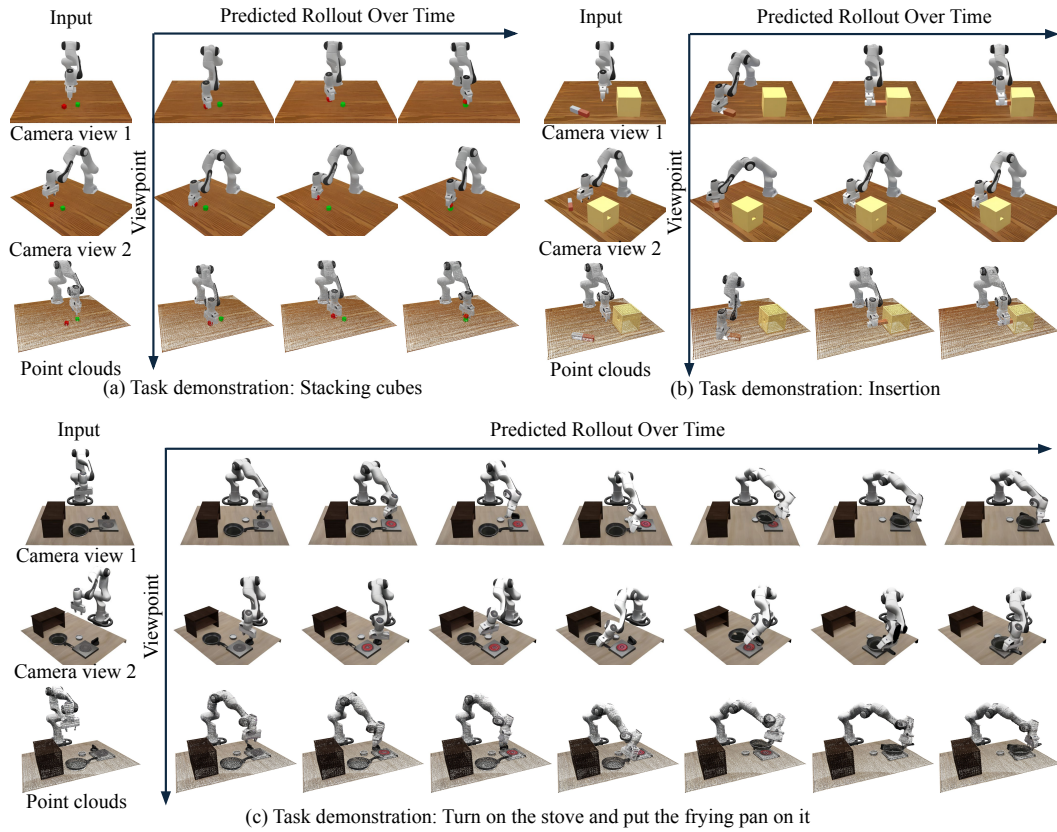 Input
Predicted Rollout Over Time
Camera view 1
Viewpoint
Camera view 2
Point clouds
(a) Task demonstration: Stacking cubes
Input
Predicted Rollout Over Time
Camera view 1
Viewpoint
Camera view 2
Point clouds
(b) Task demonstration: Insertion
Input
Predicted Rollout Over Time
Camera view 1
Viewpoint
Camera view 2
Point clouds
(c) Task demonstration: Turn on the stove and put the frying pan on it